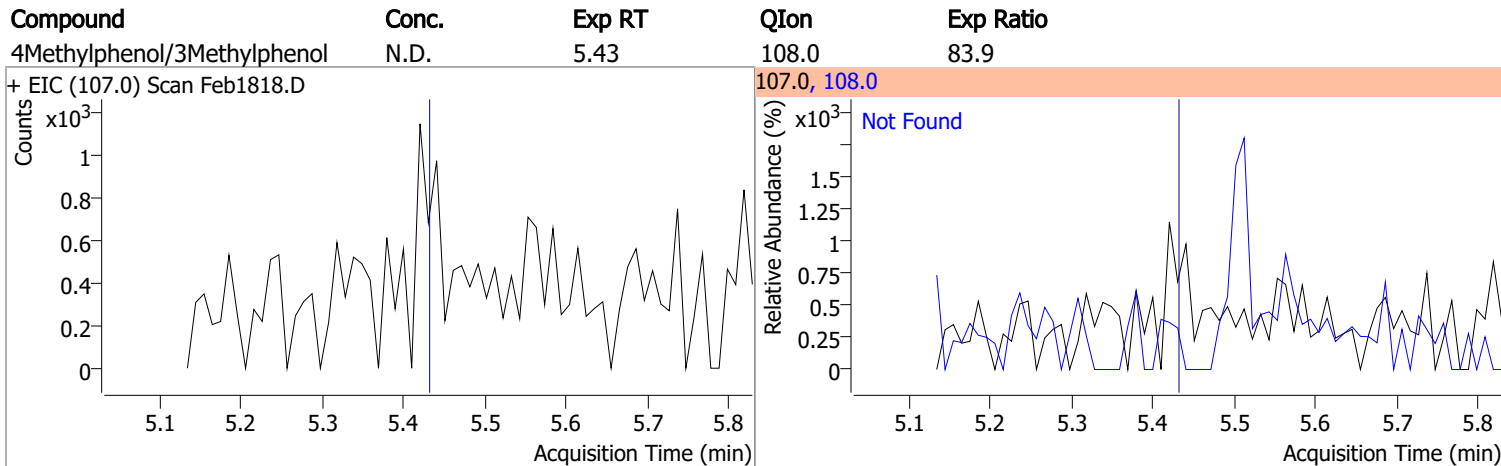 Compound Conc. Exp RT QIon Exp Ratio
4Methylphenol/3Methylphenol N.D. 5.43 108.0 83.9
+ EIC (107.0) Scan Feb1818.D
Counts
x10³
1
0.8
0.6
0.4
0.2
0
5.1 5.2 5.3 5.4 5.5 5.6 5.7 5.8
Acquisition Time (min)
107.0, 108.0
Relative Abundance (%)
x10³
Not Found
1.5
1.25
1
0.75
0.5
0.25
0
5.1 5.2 5.3 5.4 5.5 5.6 5.7 5.8
Acquisition Time (min)